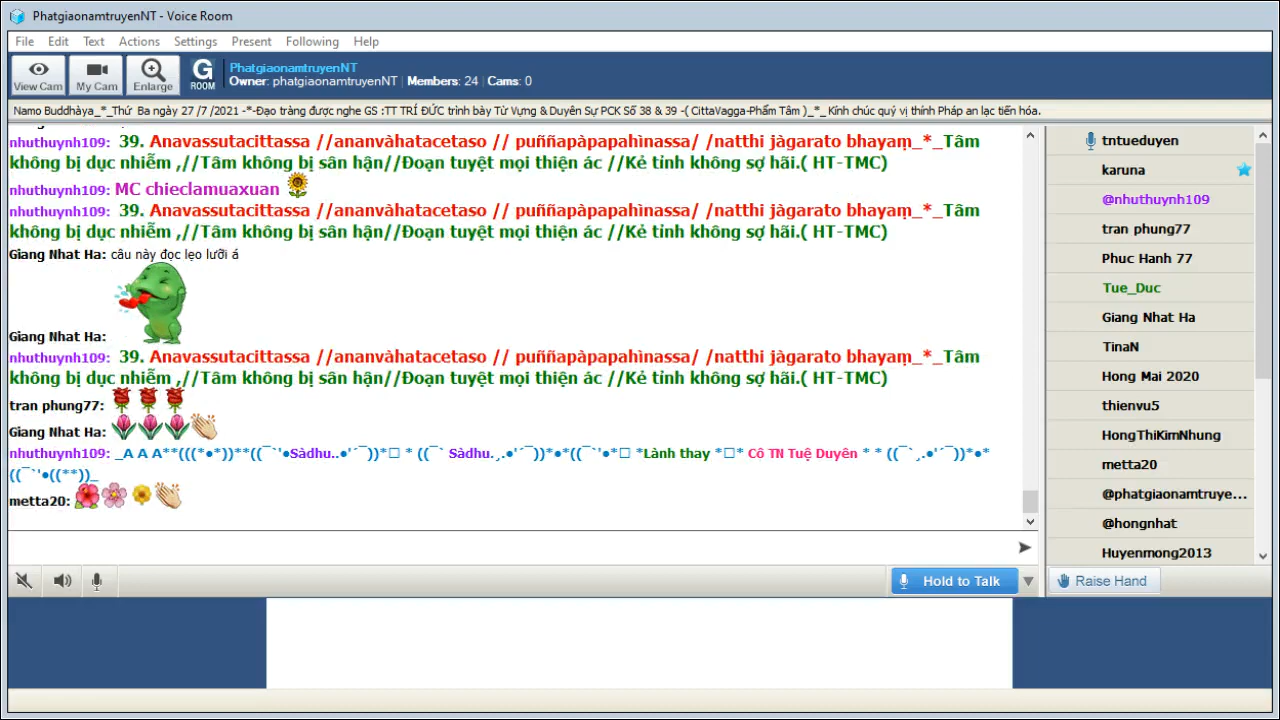 PhatgiaonamtruyenNT - Voice Room
File Edit Text Actions Settings Present Following Help
View Cam My Cam Enlarge G ROOM
PhatgiaonamtruyenNT
Owner: phatgiaonamtruyenNT | Members: 24 | Cams: 0
Namo Buddhàya_*_Thứ Ba ngày 27 /7 /2021 -*-Đạo tràng được nghe GS :TT TRÍ ĐỨC trình bày Từ Vựng & Duyên Sự PCK Số 38 & 39 -( CittaVagga-Phẩm Tâm )_*_ Kính chúc quý vị thính Pháp an lạc tiến hóa.
nhuthuynh109: 39. Anavassutacittassa //ananvàhatacetaso // puññapàpapahìnassa/ /natthi jàgarato bhayaṃ_*_Tâm
không bị dục nhiễm ,//Tâm không bị sân hận//Đoạn tuyệt mọi thiện ác //Kẻ tỉnh không sợ hãi.( HT-TMC)
nhuthuynh109: MC chieclamuaxuan
nhuthuynh109: 39. Anavassutacittassa //ananvàhatacetaso // puññapàpapahìnassa/ /natthi jàgarato bhayaṃ_*_Tâm
không bị dục nhiễm ,//Tâm không bị sân hận//Đoạn tuyệt mọi thiện ác //Kẻ tỉnh không sợ hãi.( HT-TMC)
Giang Nhat Ha: câu này đọc lẹo lưỡi á
Giang Nhat Ha:
nhuthuynh109: 39. Anavassutacittassa //ananvàhatacetaso // puññapàpapahìnassa/ /natthi jàgarato bhayaṃ_*_Tâm
không bị dục nhiễm ,//Tâm không bị sân hận//Đoạn tuyệt mọi thiện ác //Kẻ tỉnh không sợ hãi.( HT-TMC)
tran phung77:
Giang Nhat Ha:
nhuthuynh109: _A A A**(((*●*))**((¯`'●Sàdhu..●'´¯))*□ * ((¯` Sàdhu.¸.●'´¯))*●*((¯`'●*□ *Lành thay *□* Cô TN Tuệ Duyên * * ((¯`¸.●'´¯))*●*
((¯`'●((**))_
metta20:
Hold to Talk
tntueduyen
karuna
@nhuthuynh109
tran phung77
Phuc Hanh 77
Tue_Duc
Giang Nhat Ha
TinaN
Hong Mai 2020
thienvu5
HongThiKimNhung
metta20
@phatgiaonamtruye...
@hongnhat
Huyenmong2013
Raise Hand